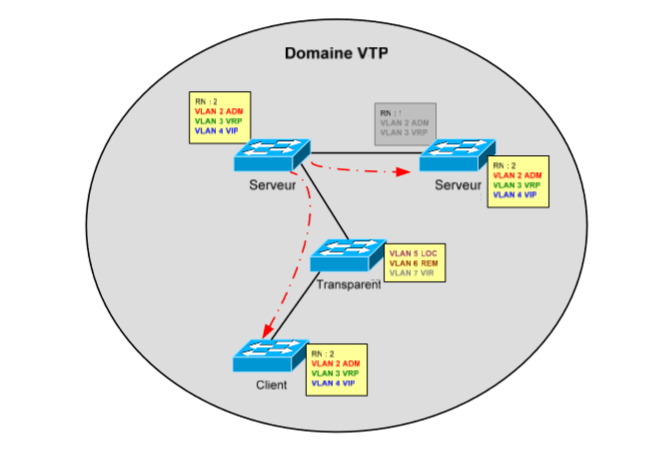 Domaine VTP
RN : 2
VLAN 2 ADM
VLAN 3 VRP
VLAN 4 VIP
Serveur
RN :
VLAN 2 ADM
VLAN 3 VRP
Serveur
RN : 2
VLAN 2 ADM
VLAN 3 VRP
VLAN 4 VIP
Transparent
VLAN 5 LOC
VLAN 6 REM
VLAN 7 VIR
Client
RN : 2
VLAN 2 ADM
VLAN 3 VRP
VLAN 4 VIP